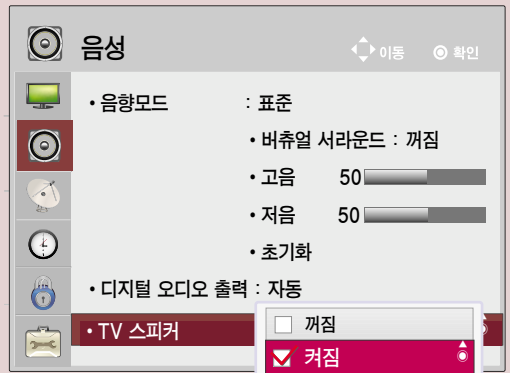 음성 이동 확인
• 음향모드 : 표준
• 버츄얼 서라운드 : 꺼짐
• 고음 50
• 저음 50
• 초기화
• 디지털 오디오 출력 : 자동
• TV 스피커
꺼짐
켜짐